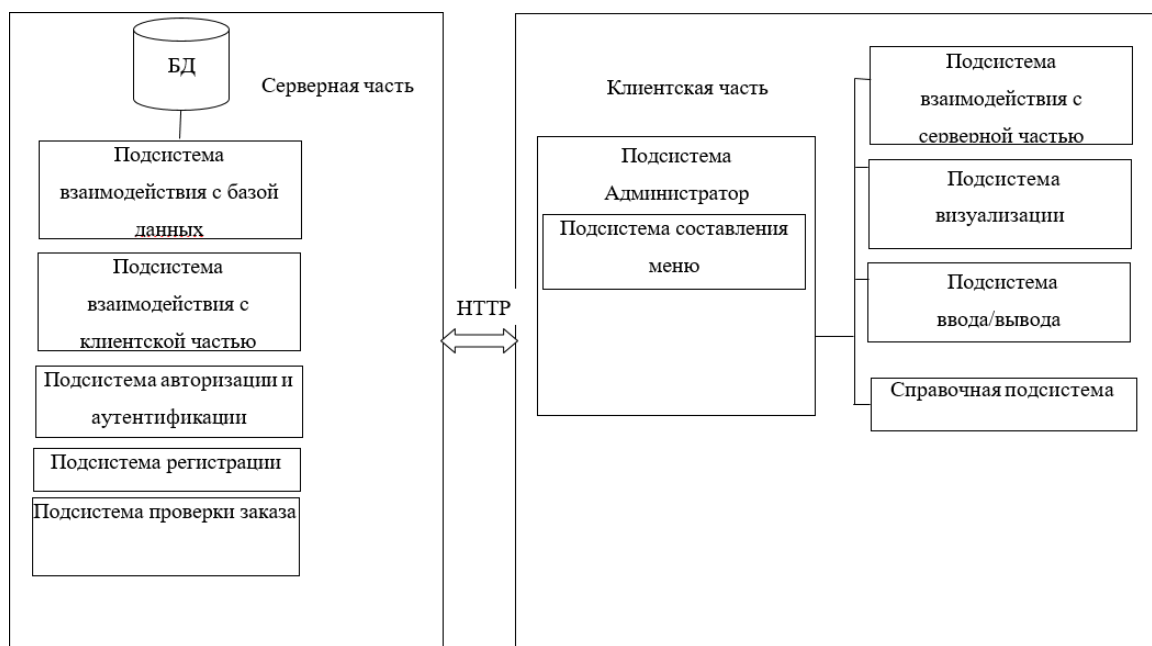 БД
Серверная часть
Подсистема
взаимодействия с базой
данных
Подсистема
взаимодействия с
клиентской частью
Подсистема авторизации и
аутентификации
Подсистема регистрации
Подсистема проверки заказа
HTTP
Клиентская часть
Подсистема
Администратор
Подсистема составления
меню
Подсистема
взаимодействия с
серверной частью
Подсистема
визуализации
Подсистема
ввода/вывода
Справочная подсистема